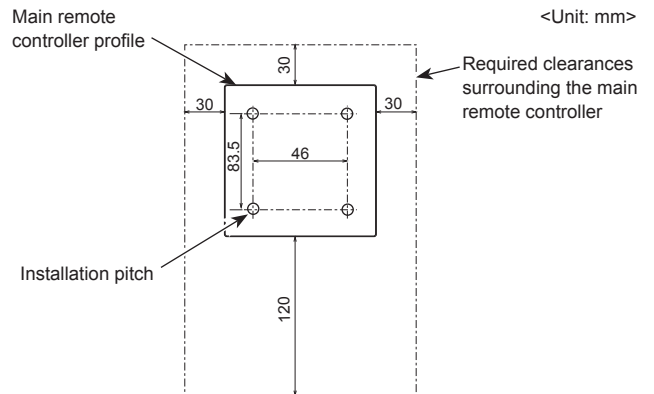 Main remote
controller profile
<Unit: mm>
30
Required clearances
surrounding the main
remote controller
30
30
83.5
46
Installation pitch
120